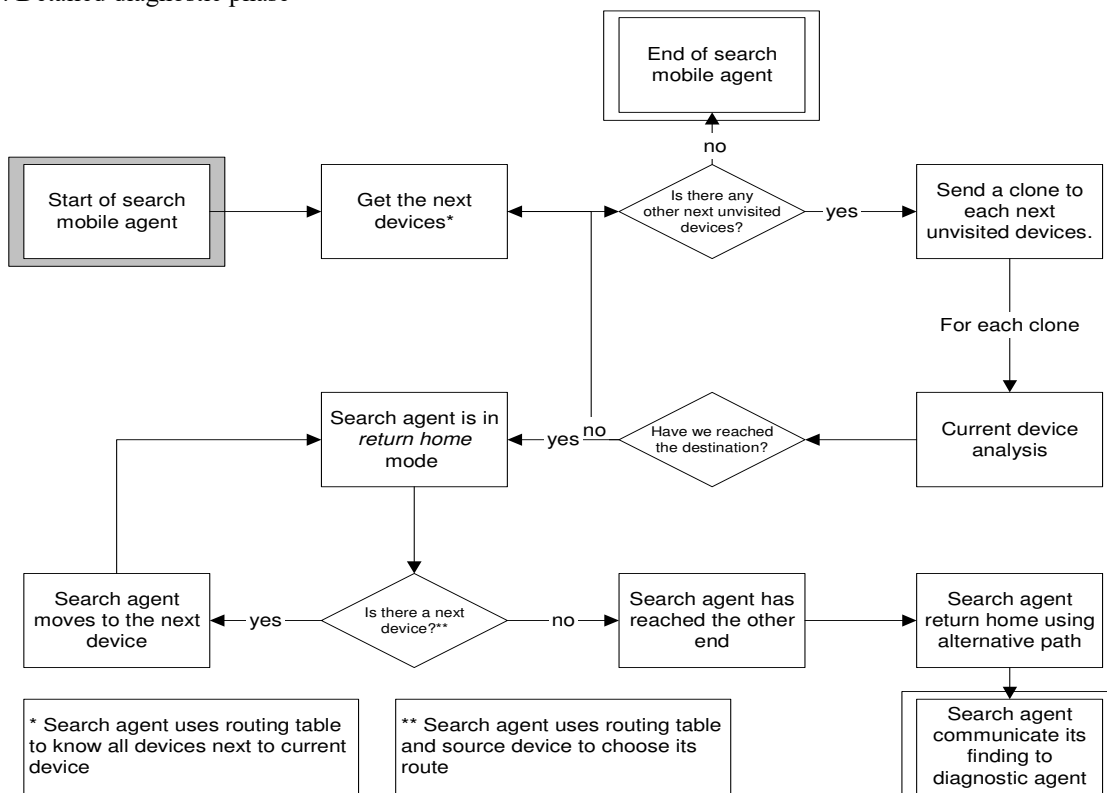 . Detailed diagnostic phase
End of search
mobile agent
no
Start of search
mobile agent
Get the next
devices*
Is there any
other next unvisited
devices?
yes
Send a clone to
each next
unvisited devices.
For each clone
Search agent is in
return home
mode
yes
no
Have we reached
the destination?
Current device
analysis
Search agent
moves to the next
device
yes
Is there a next
device?**
no
Search agent has
reached the other
end
Search agent
return home using
alternative path
* Search agent uses routing table
to know all devices next to current
device
** Search agent uses routing table
and source device to choose its
route
Search agent
communicate its
finding to
diagnostic agent